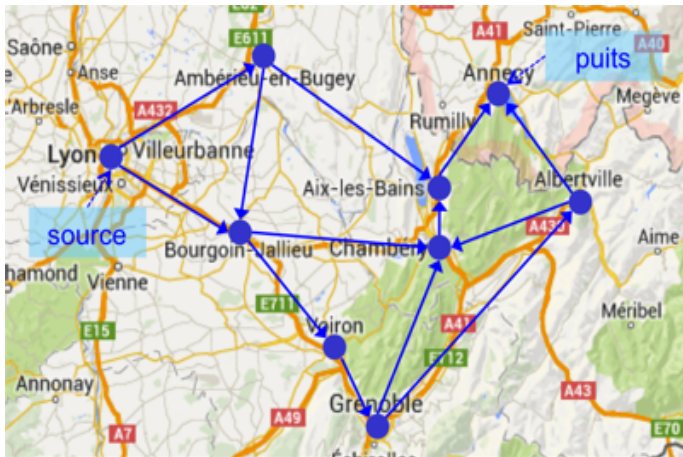 E611
Saône
A41
Saint-Pierre
A40
puits
Anse
Ambérieu-en-Bugey
Annecy
Megève
L'Arbresle
A432
Rumilly
Lyon
Villeurbanne
Vénissieux
Aix-les-Bains
Albertville
source
Bourgoin-Jallieu
Chambéry
A430
Aime
Vienne
E711
Voiron
A41
Méribel
E15
E712
Annonay
A43
Grenoble
A49
A7
E70